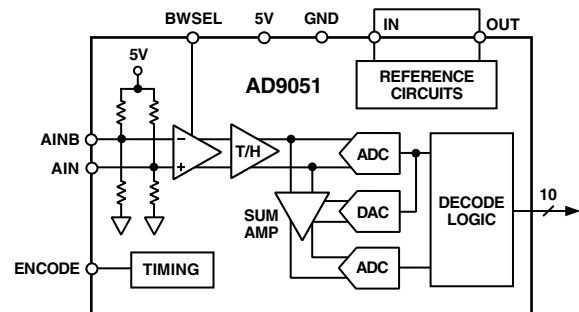 BWSEL
5V
GND
IN
OUT
5V
AD9051
REFERENCE
CIRCUITS
AINB
AIN
–
+
T/H
ADC
SUM
AMP
DAC
DECODE
LOGIC
10
ENCODE
TIMING
ADC